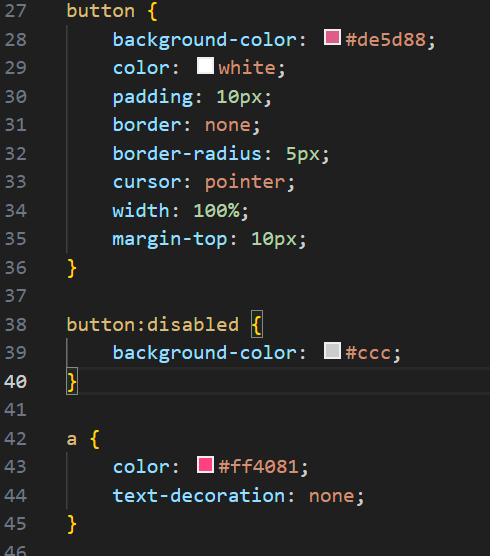 27 button {
28     background-color: #de5d88;
29     color: white;
30     padding: 10px;
31     border: none;
32     border-radius: 5px;
33     cursor: pointer;
34     width: 100%;
35     margin-top: 10px;
36 }
37
38 button:disabled {
39     background-color: #ccc;
40 }
41
42 a {
43     color: #ff4081;
44     text-decoration: none;
45 }
46